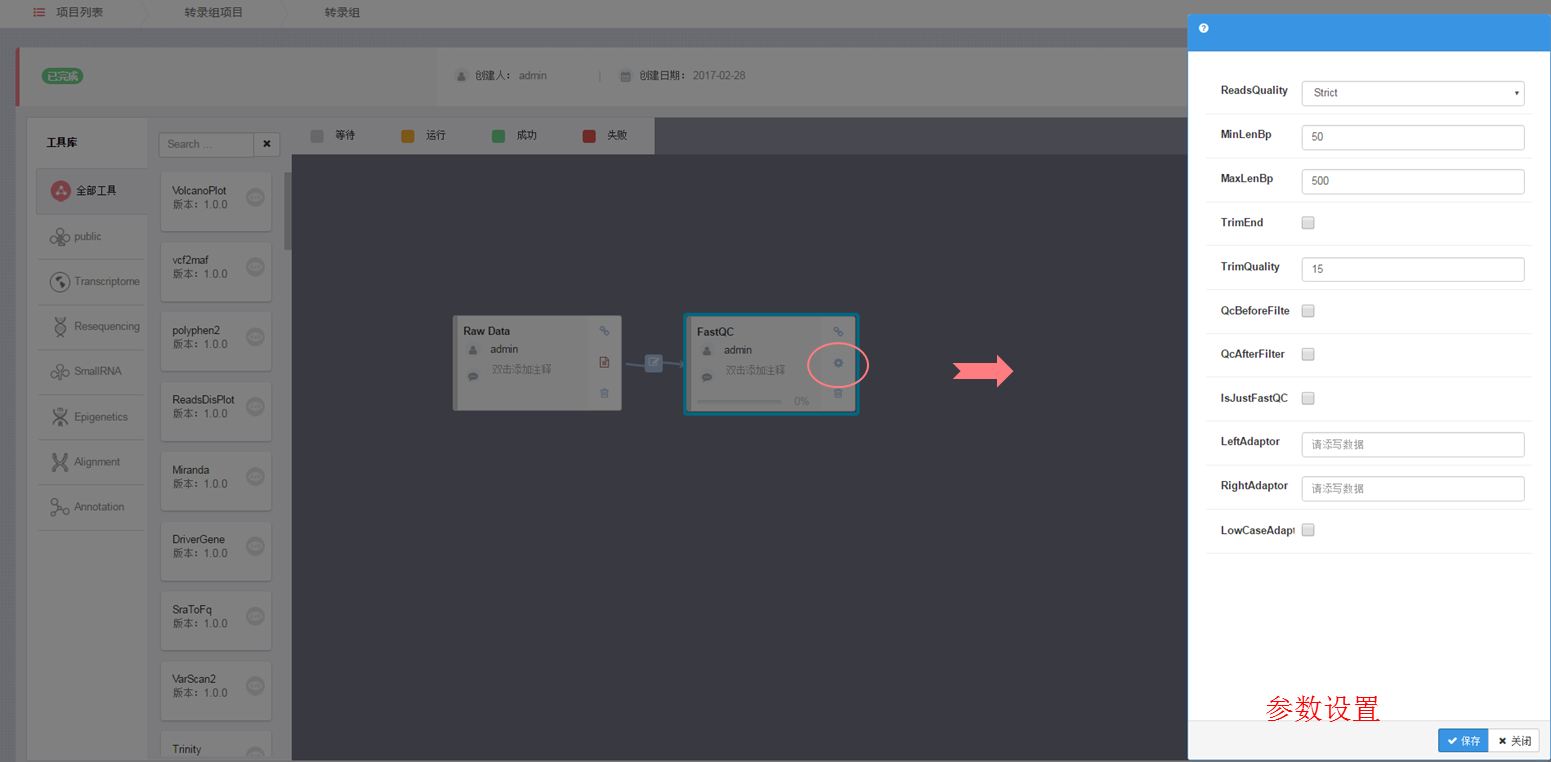 项目列表
转录组项目
转录组
已完成
创建人: admin
创建日期: 2017-02-28
工具库
全部工具
public
Transcriptome
Resequencing
SmallRNA
Epigenetics
Alignment
Annotation
Search ...
VolcanoPlot
版本: 1.0.0
vcf2maf
版本: 1.0.0
polyphen2
版本: 1.0.0
ReadsDisPlot
版本: 1.0.0
Miranda
版本: 1.0.0
DriverGene
版本: 1.0.0
SraToFq
版本: 1.0.0
VarScan2
版本: 1.0.0
Trinity
等待
运行
成功
失败
Raw Data
admin
双击添加注释
FastQC
admin
双击添加注释
0%
ReadsQuality
Strict
MinLenBp
50
MaxLenBp
500
TrimEnd
TrimQuality
15
QcBeforeFilte
QcAfterFilter
IsJustFastQC
LeftAdaptor
请添写数据
RightAdaptor
请添写数据
LowCaseAdapt
参数设置
保存
关闭